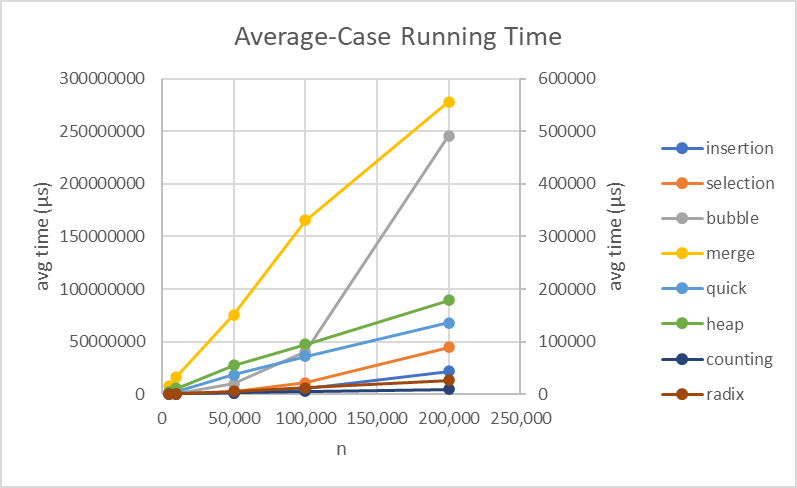 Average-Case Running Time
300000000
250000000
200000000
150000000
100000000
50000000
0
avg time (µs)
600000
500000
400000
300000
200000
100000
0
avg time (µs)
0
50,000
100,000
150,000
200,000
250,000
n
insertion
selection
bubble
merge
quick
heap
counting
radix